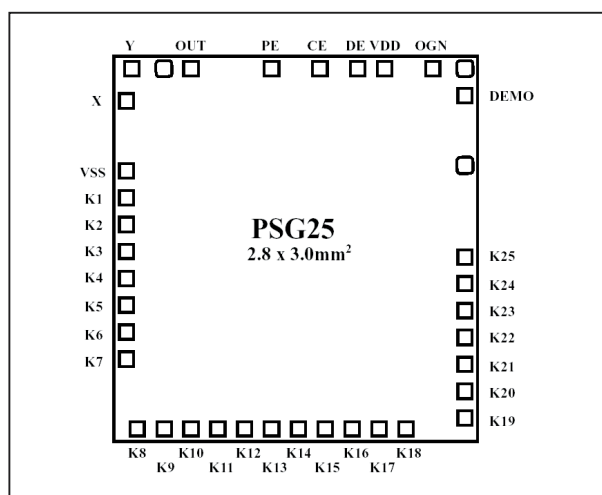 Y OUT PE CE DE VDD OGN
X
DEMO
VSS
K1
K2
K3
K4
K5
K6
K7
PSG25
2.8 x 3.0mm²
K25
K24
K23
K22
K21
K20
K19
K8 K10 K12 K14 K16 K18
K9 K11 K13 K15 K17